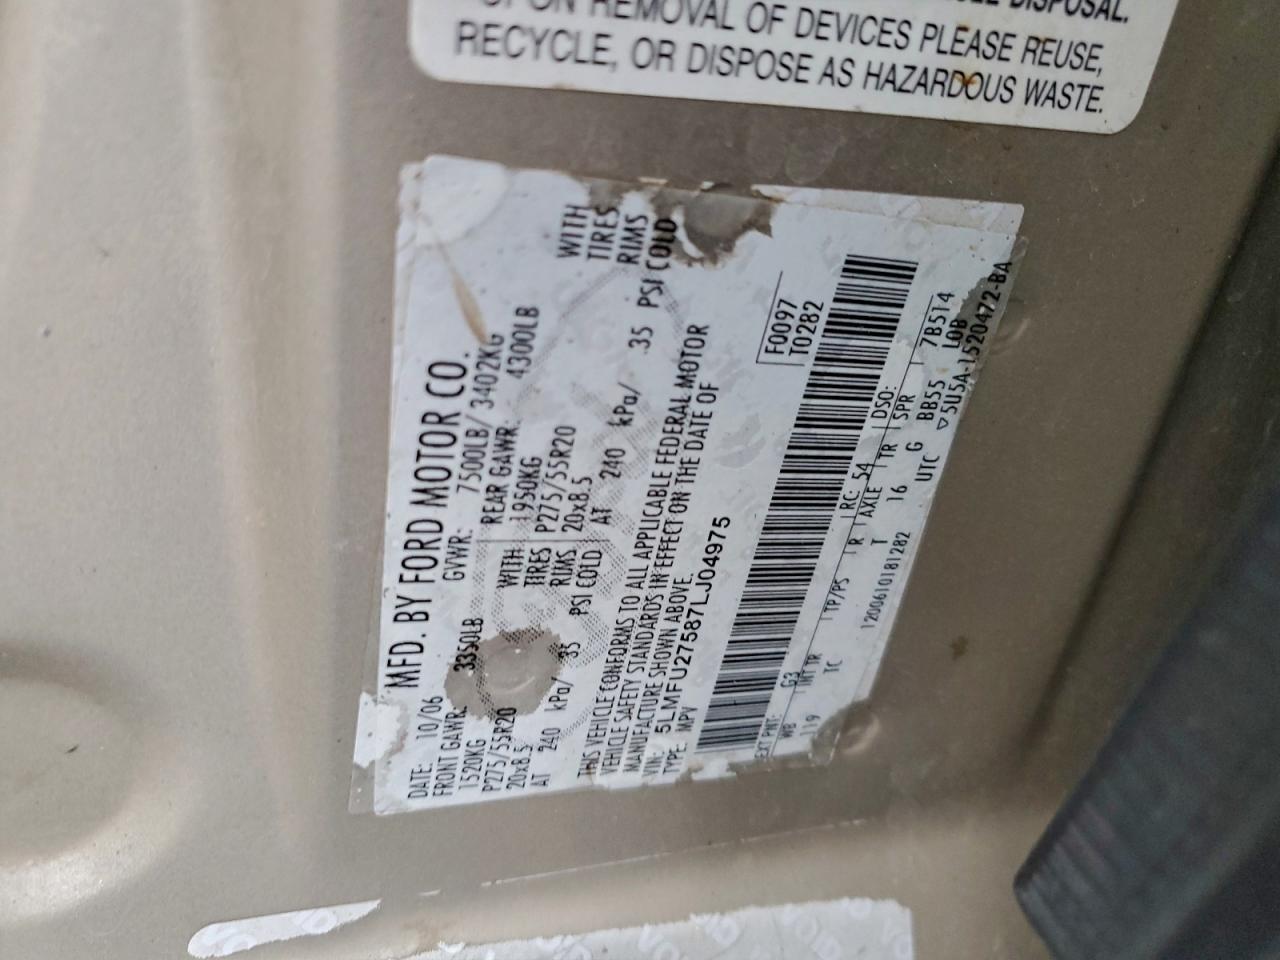 DISPOSAL.
UPON REMOVAL OF DEVICES PLEASE REUSE,
RECYCLE, OR DISPOSE AS HAZARDOUS WASTE.
MFD. BY FORD MOTOR CO.
DATE: 10/06 GVWR: 7500LB/ 3402KG
FRONT GAWR: 3350LB REAR GAWR: 4300LB
1520KG WITH 1950KG WITH
P275/55R20 TIRES P275/55R20 TIRES
20x8.5 RIMS 20x8.5 RIMS
AT 240 kPa/ 35 PSI COLD AT 240 kPa/ 35 PSI COLD
THIS VEHICLE CONFORMS TO ALL APPLICABLE FEDERAL MOTOR
VEHICLE SAFETY STANDARDS IN EFFECT ON THE DATE OF
MANUFACTURE SHOWN ABOVE.
VIN: 5LMFU27587LJ04975
TYPE: MPV
F0097
T0282
EXT PNT: G3 RC: 54 DSO:
WB INT TR TP/PS R AXLE TR SPR
119 TC T 16 G BB55 7B514
1200610181282 UTC ▽5U5A-1520472-BA LOB
VOID